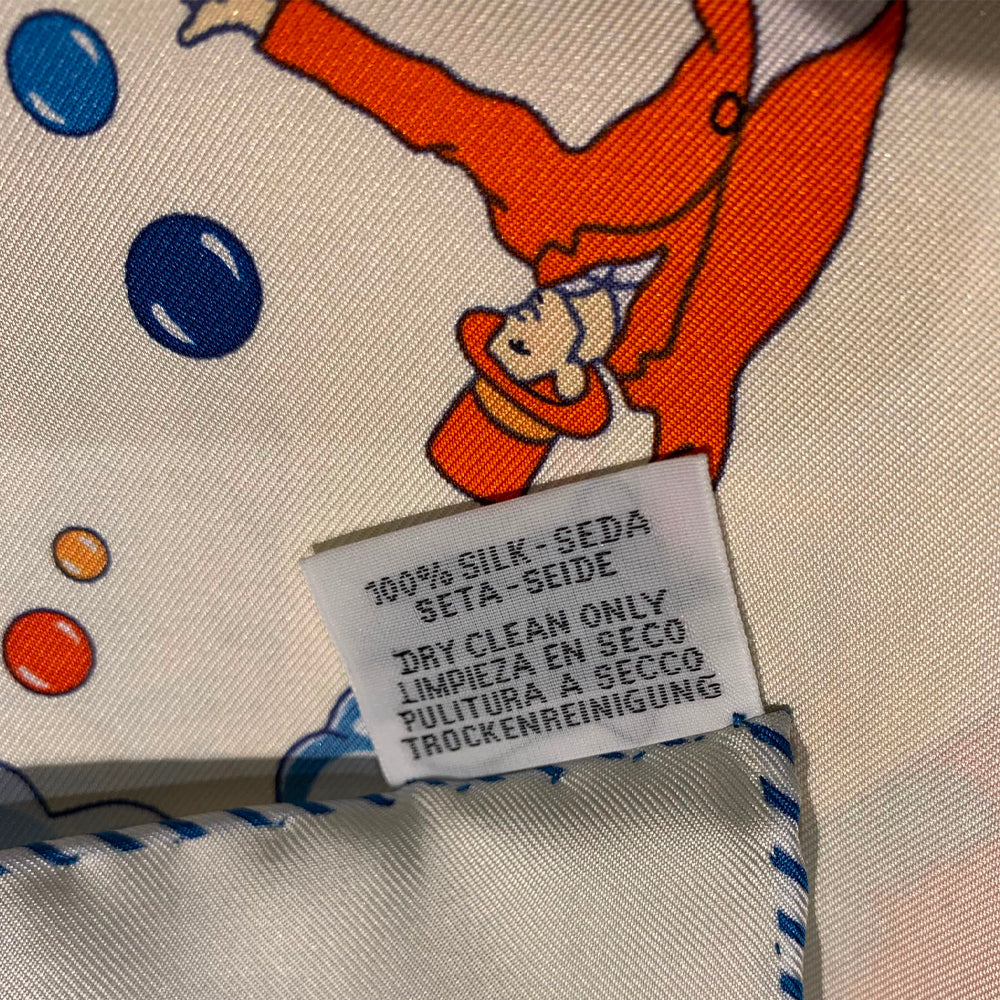 100% SILK-SEDA
SETA-SEIDE
DRY CLEAN ONLY
LIMPIEZA EN SECO
PULITURA A SECCO
TROCKENREINIGUNG